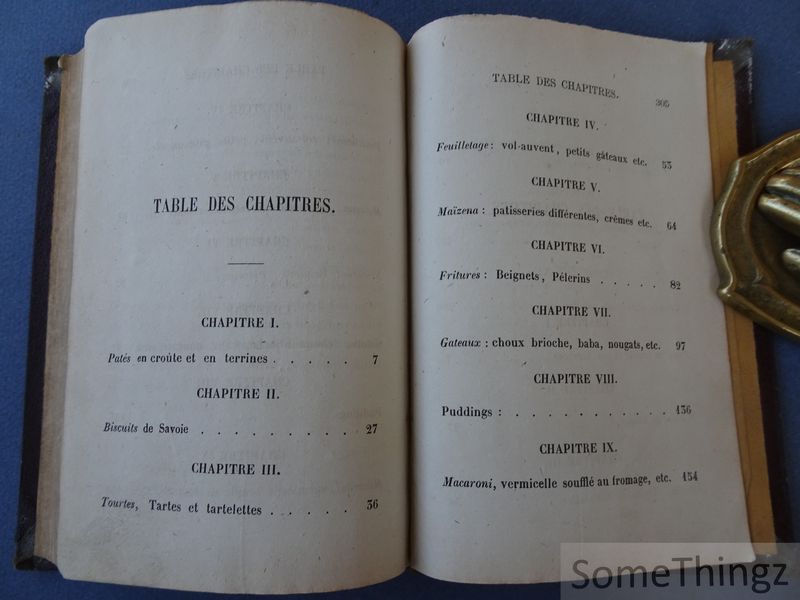 TABLE DES CHAPITRES.
CHAPITRE I.
Patés en croûte et en terrines . . . . . 7
CHAPITRE II.
Biscuits de Savoie . . . . . . . . . 27
CHAPITRE III.
Tourtes, Tartes et tartelettes . . . . . 36
TABLE DES CHAPITRES. 305
CHAPITRE IV.
Feuilletage : vol-auvent, petits gâteaux etc. 53
CHAPITRE V.
Maïzena : patisseries différentes, crêmes etc. 64
CHAPITRE VI.
Fritures : Beignets, Pélerins . . . . . 82
CHAPITRE VII.
Gateaux : choux brioche, baba, nougats, etc. 97
CHAPITRE VIII.
Puddings : . . . . . . . . . . . . 136
CHAPITRE IX.
Macaroni, vermicelle soufflé au fromage, etc. 154
SomeThingz